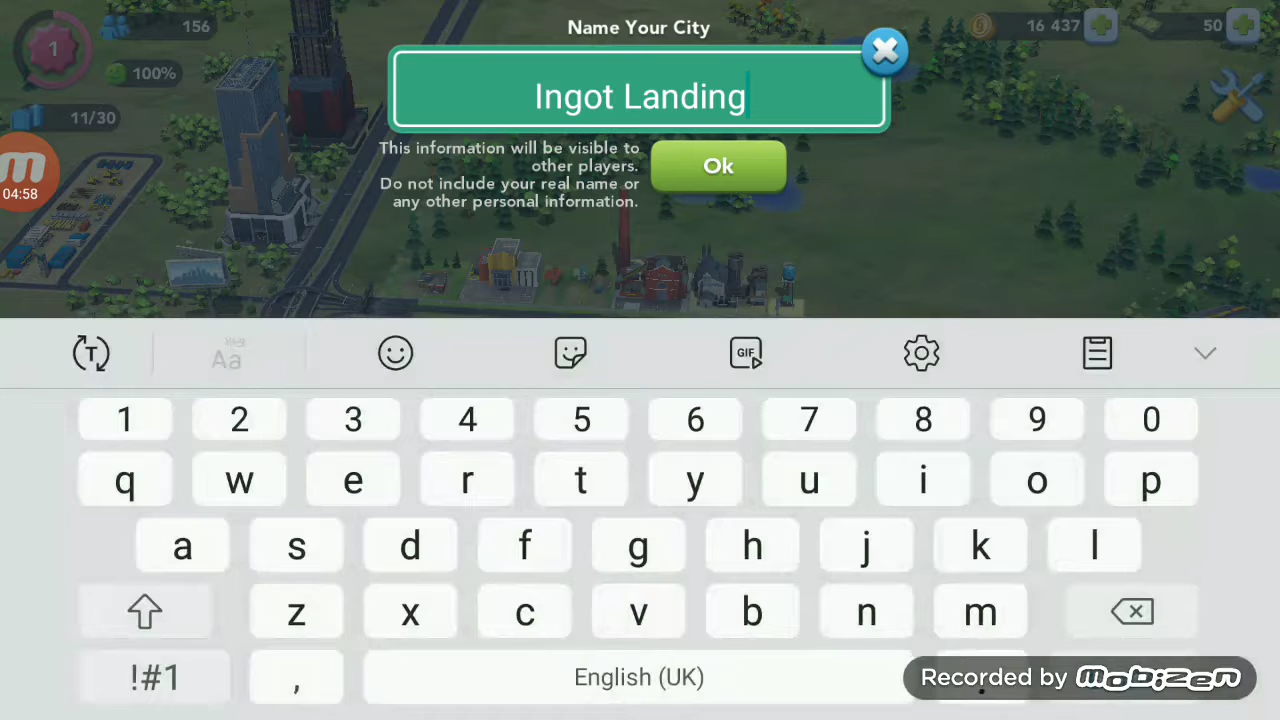 Name Your City
1
156
16 437
50
100%
Ingot Landing
11/30
This information will be visible to
other players.
Do not include your real name or
any other personal information.
Ok
04:58
T
Aa
GIF
1 2 3 4 5 6 7 8 9 0
q w e r t y u i o p
a s d f g h j k l
z x c v b n m
!#1 , English (UK) .
Recorded by mobizen